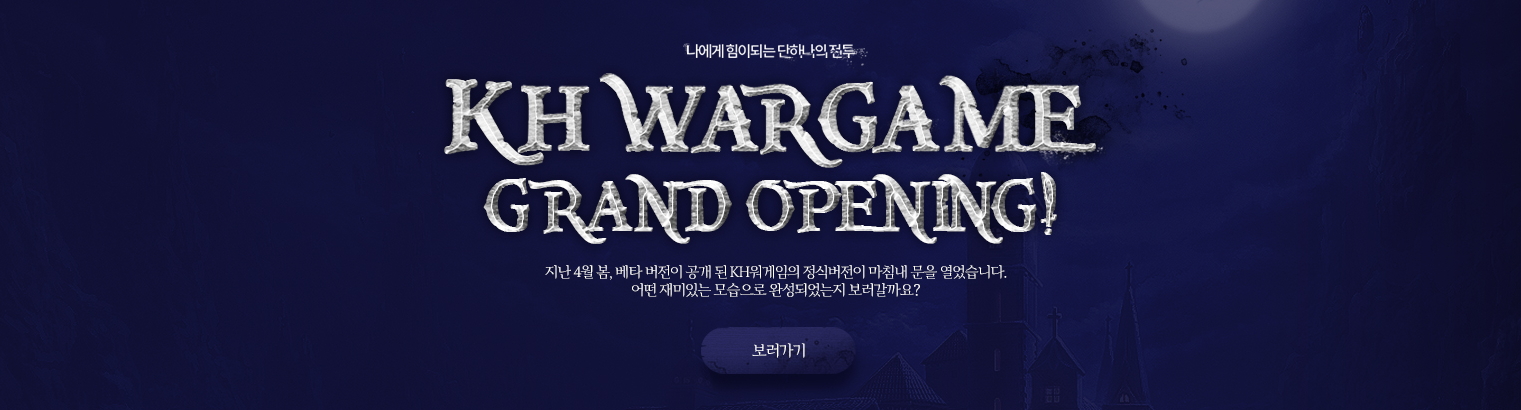 나에게 힘이되는 단하나의 전투
KH WARGAME
GRAND OPENING!
지난 4월 봄, 베타 버전이 공개 된 KH워게임의 정식버전이 마침내 문을 열었습니다.
어떤 재미있는 모습으로 완성되었는지 보러갈까요?
보러가기